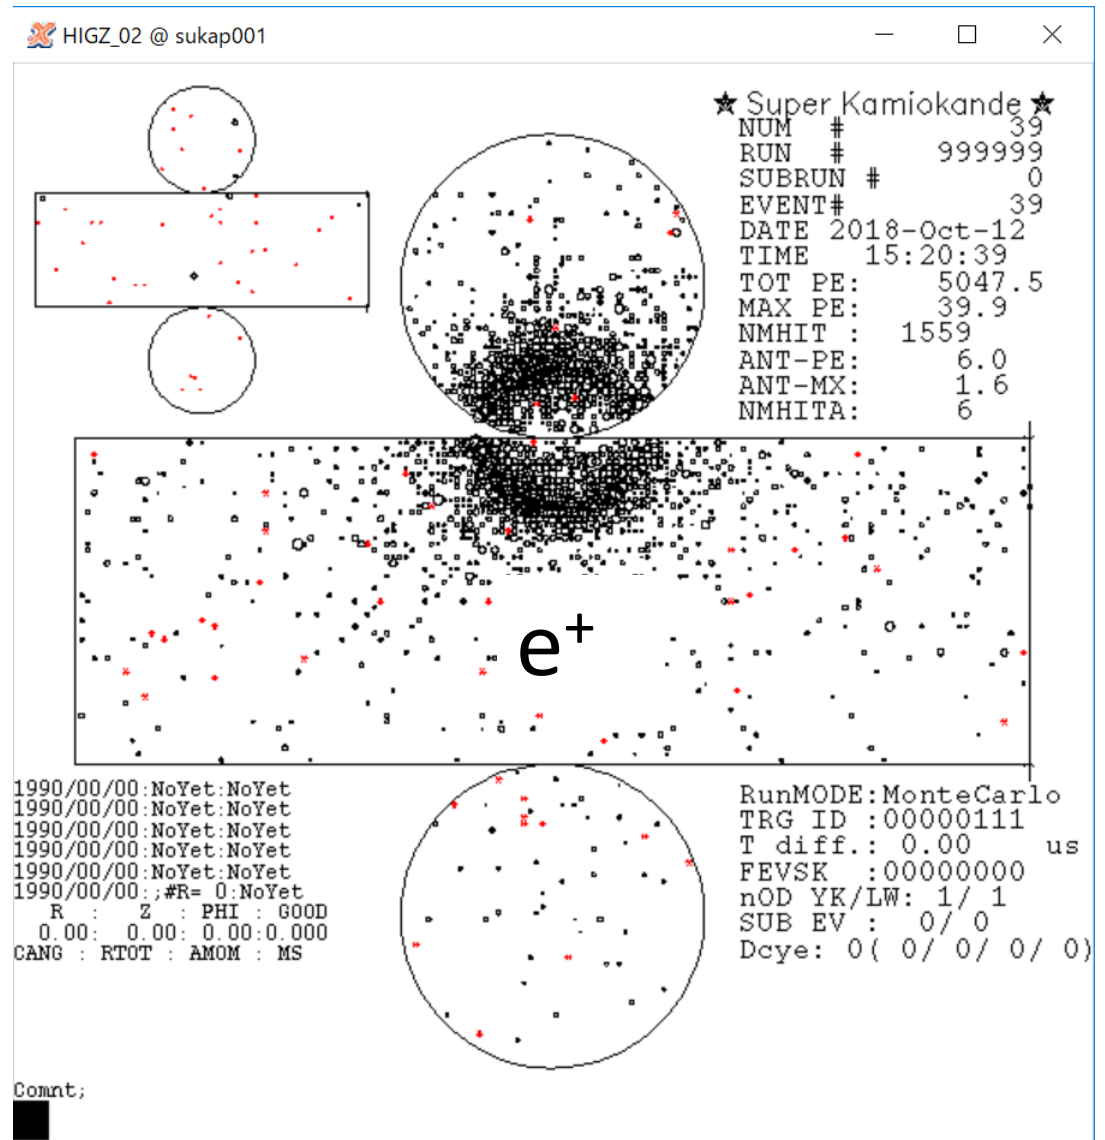 HIGZ_02 @ sukap001
★ Super Kamiokande ★
NUM # 39
RUN # 999999
SUBRUN # 0
EVENT# 39
DATE 2018-Oct-12
TIME 15:20:39
TOT PE: 5047.5
MAX PE: 39.9
NMHIT : 1559
ANT-PE: 6.0
ANT-MX: 1.6
NMHITA: 6
e+
1990/00/00:NoYet:NoYet
1990/00/00:NoYet:NoYet
1990/00/00:NoYet:NoYet
1990/00/00:NoYet:NoYet
1990/00/00:NoYet:NoYet
1990/00/00:;#R= 0:NoYet
R : Z : PHI : GOOD
0.00: 0.00: 0.00:0.000
CANG : RTOT : AMOM : MS
RunMODE:MonteCarlo
TRG ID :00000111
T diff.: 0.00 us
FEVSK :00000000
nOD YK/LW: 1/ 1
SUB EV : 0/ 0
Dcye: 0( 0/ 0/ 0/ 0)
Comnt;